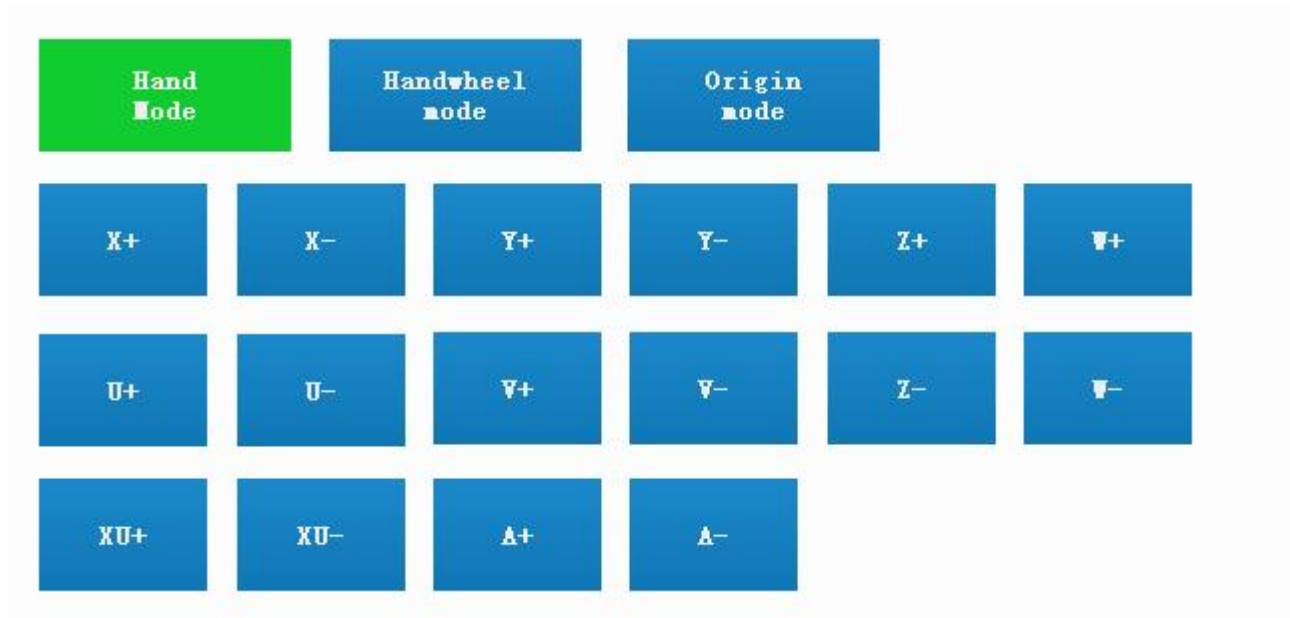 Hand
Mode
Handwheel
mode
Origin
mode
X+
X-
Y+
Y-
Z+
W+
U+
U-
V+
V-
Z-
W-
XU+
XU-
A+
A-